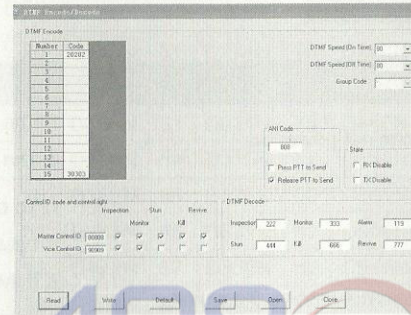 DTMF Encode/Decode
DTMF Encode
Number Code
1 20202
2
3
4
5
6
7
8
9
10
11
12
13
14
15 30303
DTMF Speed (On Time) 80
DTMF Speed (Off Time) 80
Group Code
ANI Code
808
Press PTT to Send
Release PTT to Send
State
RX Disable
TX Disable
Control ID code and control right
Inspection Stun Revive
Monitor Kill
Master Control ID
Vice Control ID
DTMF Decode
Inspection 222 Monitor 333 Alarm 119
Stun 444 Kill 666 Revive 777
Read Write Default Save Open Close